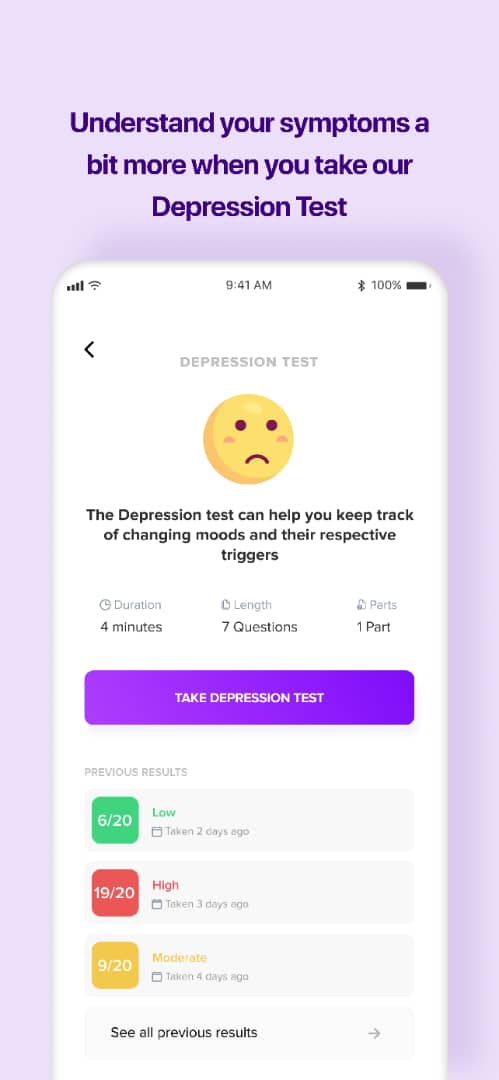 Understand your symptoms a
bit more when you take our
Depression Test
9:41 AM
100%
DEPRESSION TEST
The Depression test can help you keep track
of changing moods and their respective
triggers
Duration Length Parts
4 minutes 7 Questions 1 Part
TAKE DEPRESSION TEST
PREVIOUS RESULTS
6/20
Low
Taken 2 days ago
19/20
High
Taken 3 days ago
9/20
Moderate
Taken 4 days ago
See all previous results